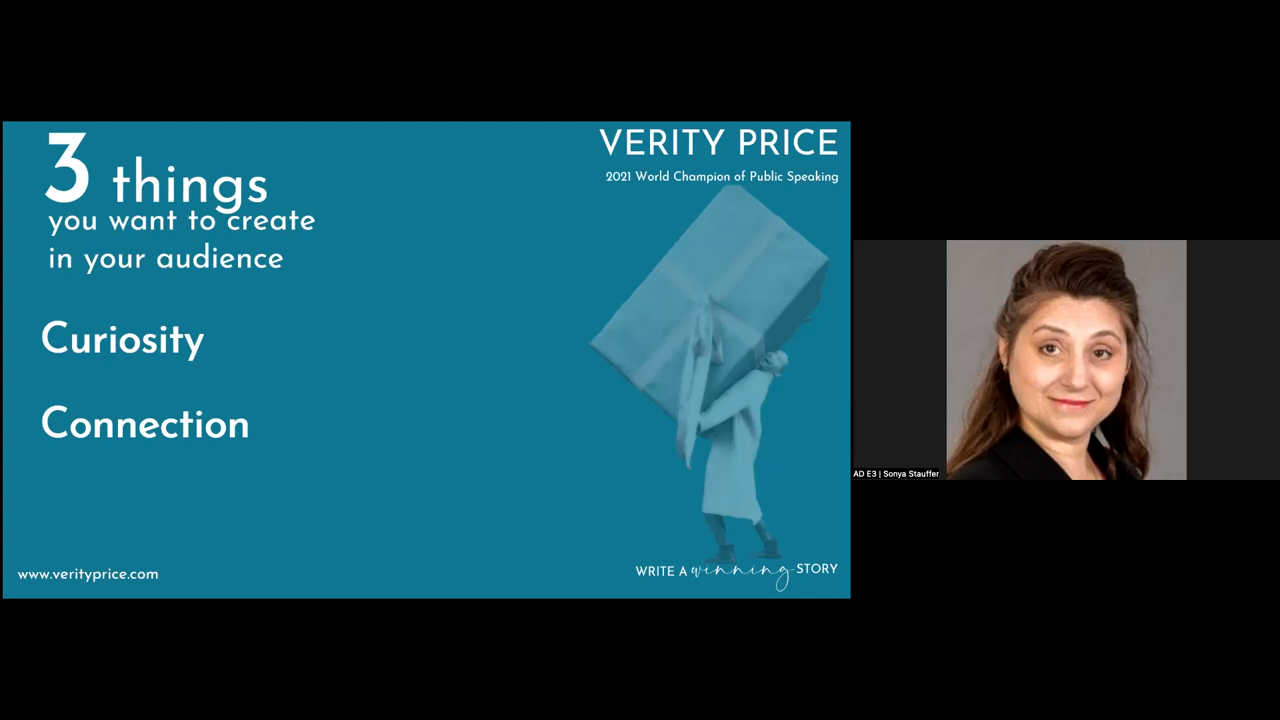 3 things
you want to create
in your audience
Curiosity
Connection
www.verityprice.com
VERITY PRICE
2021 World Champion of Public Speaking
WRITE A winning STORY
AD E3 | Sonya Stauffer